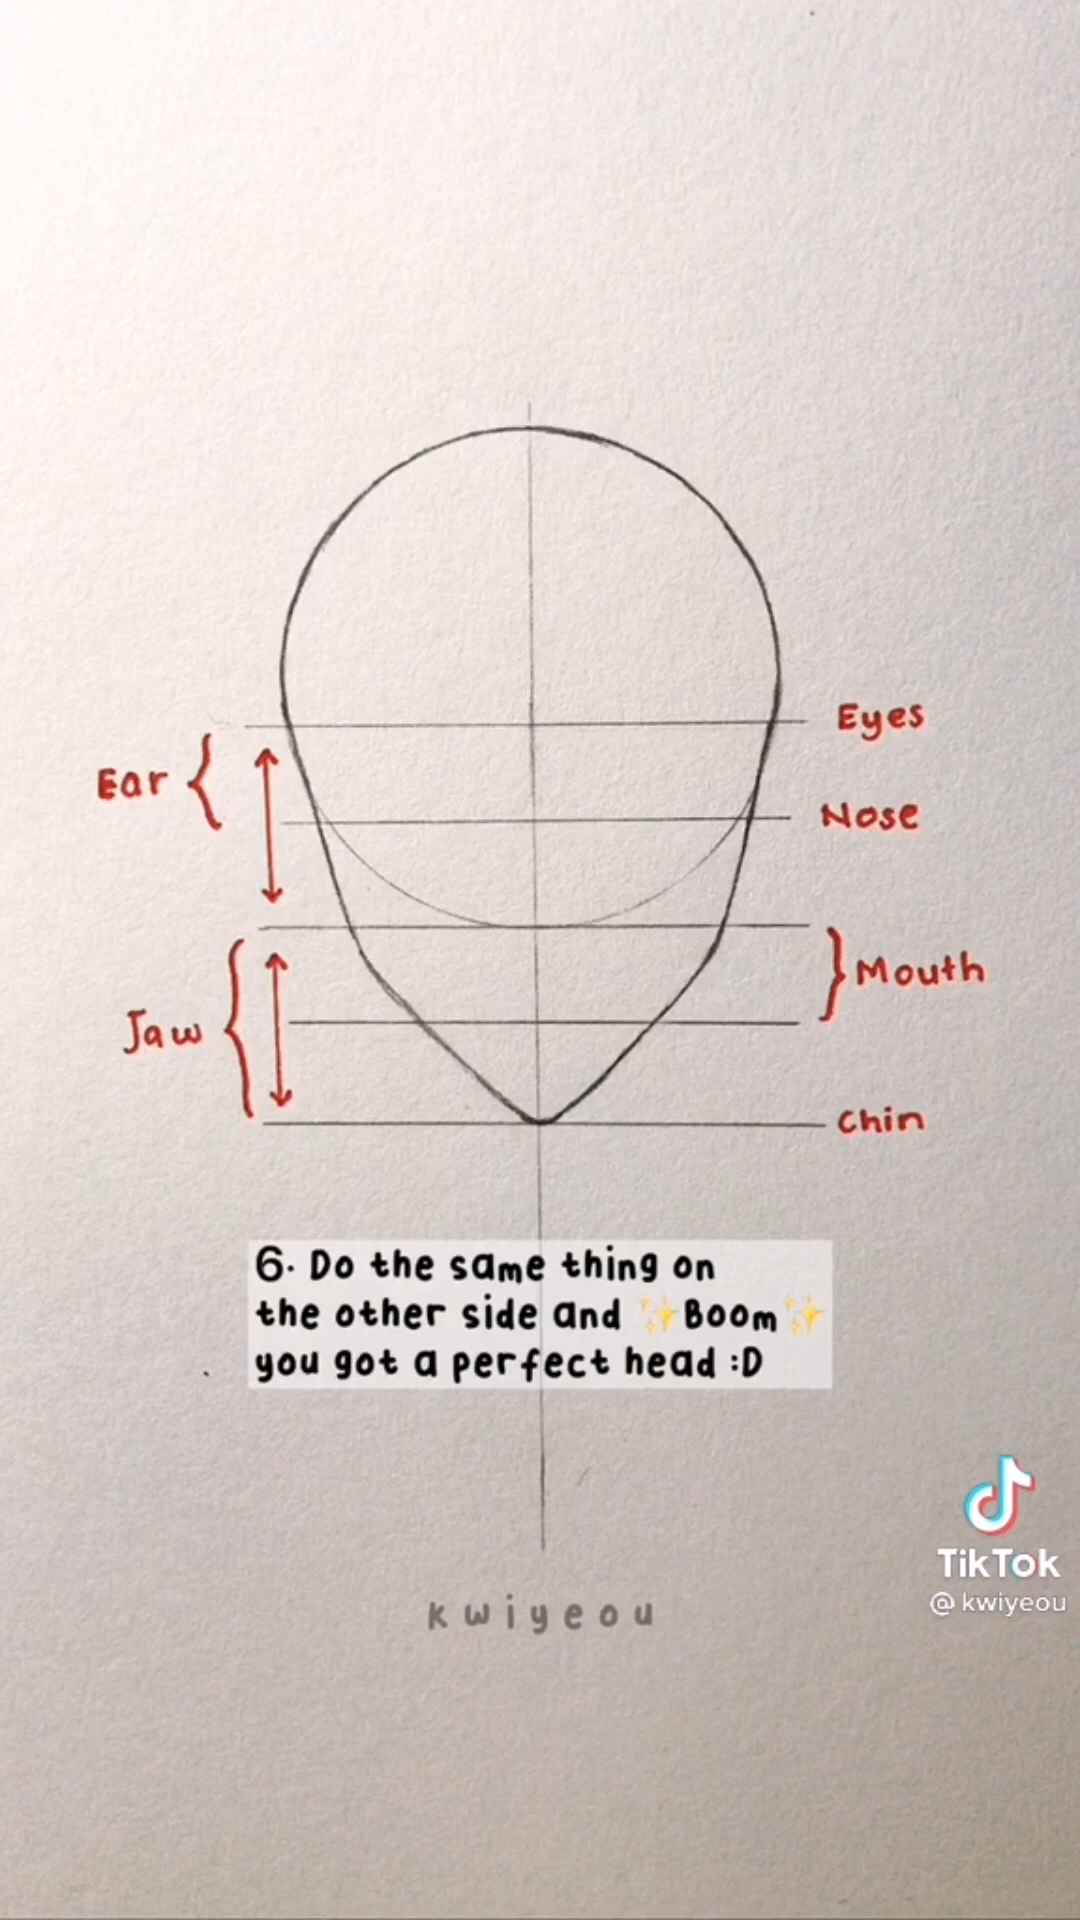 Eyes
Ear
Nose
Mouth
Jaw
Chin
6. Do the same thing on
the other side and ✨Boom✨
you got a perfect head :D
TikTok
@kwiyeou
kwiyeou